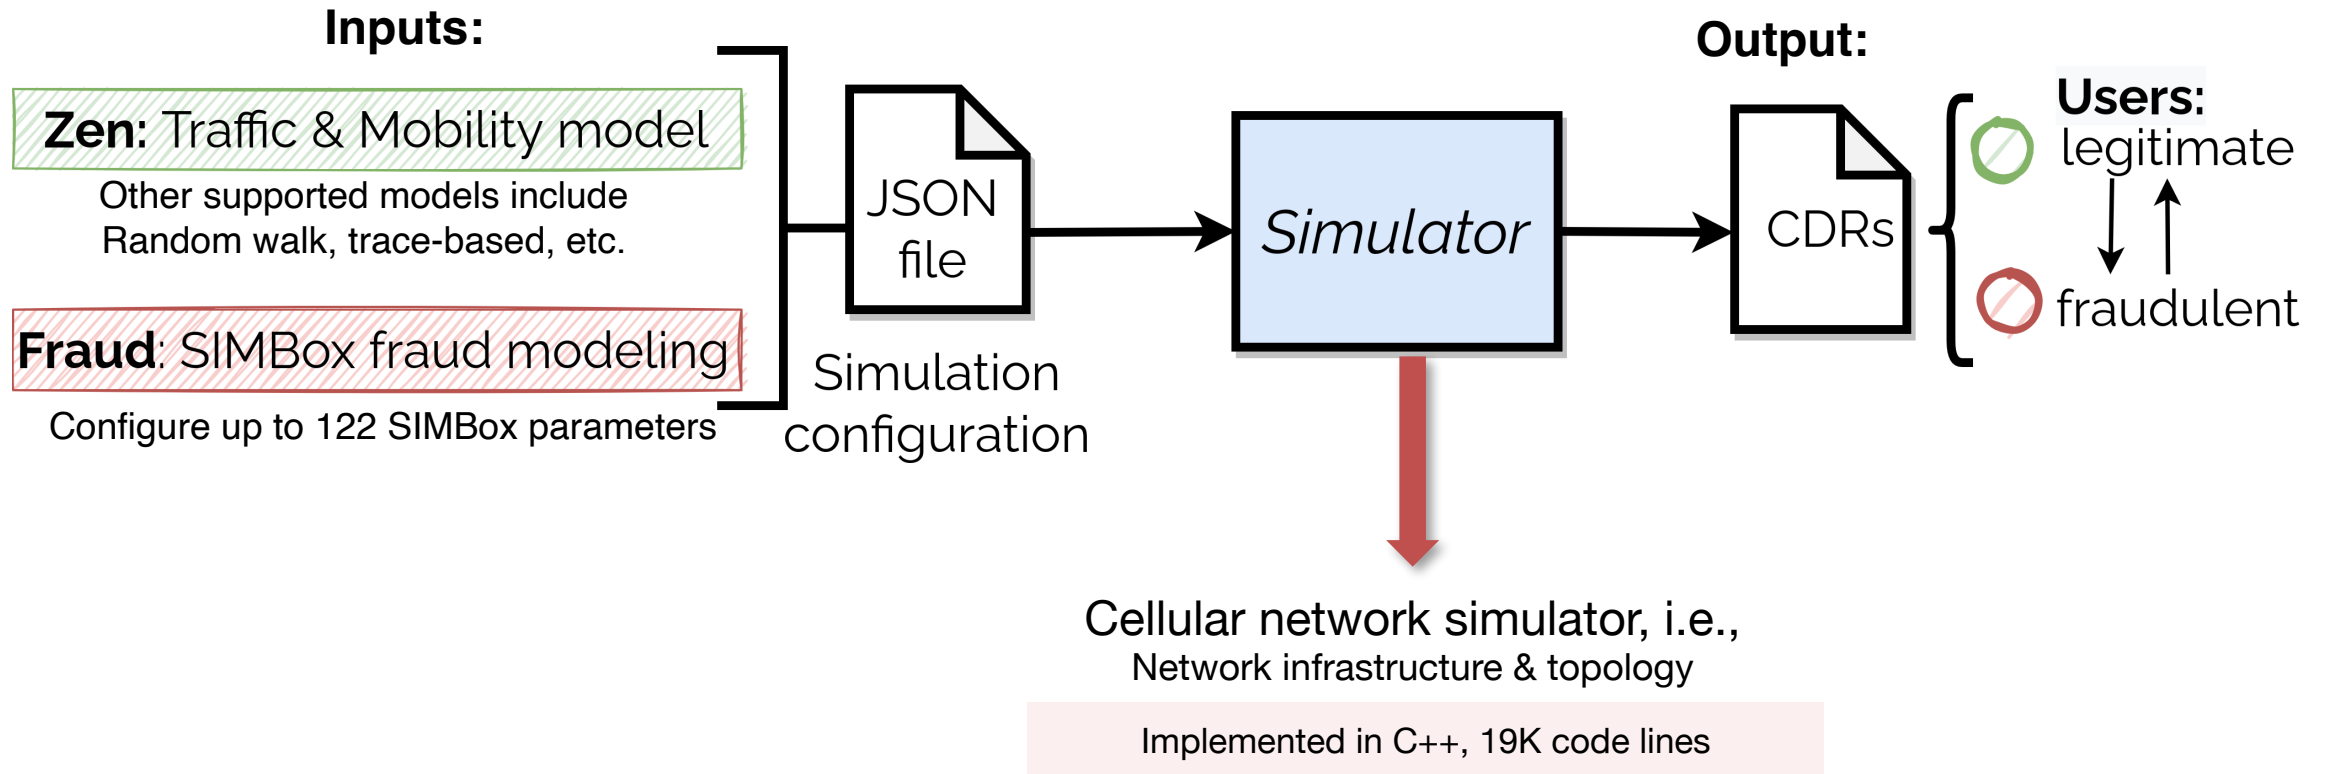 Inputs:
Zen: Traffic & Mobility model
Other supported models include
Random walk, trace-based, etc.
Fraud: SIMBox fraud modeling
Configure up to 122 SIMBox parameters
JSON
file
Simulation
configuration
Simulator
Cellular network simulator, i.e.,
Network infrastructure & topology
Implemented in C++, 19K code lines
Output:
CDRs
Users:
legitimate
fraudulent